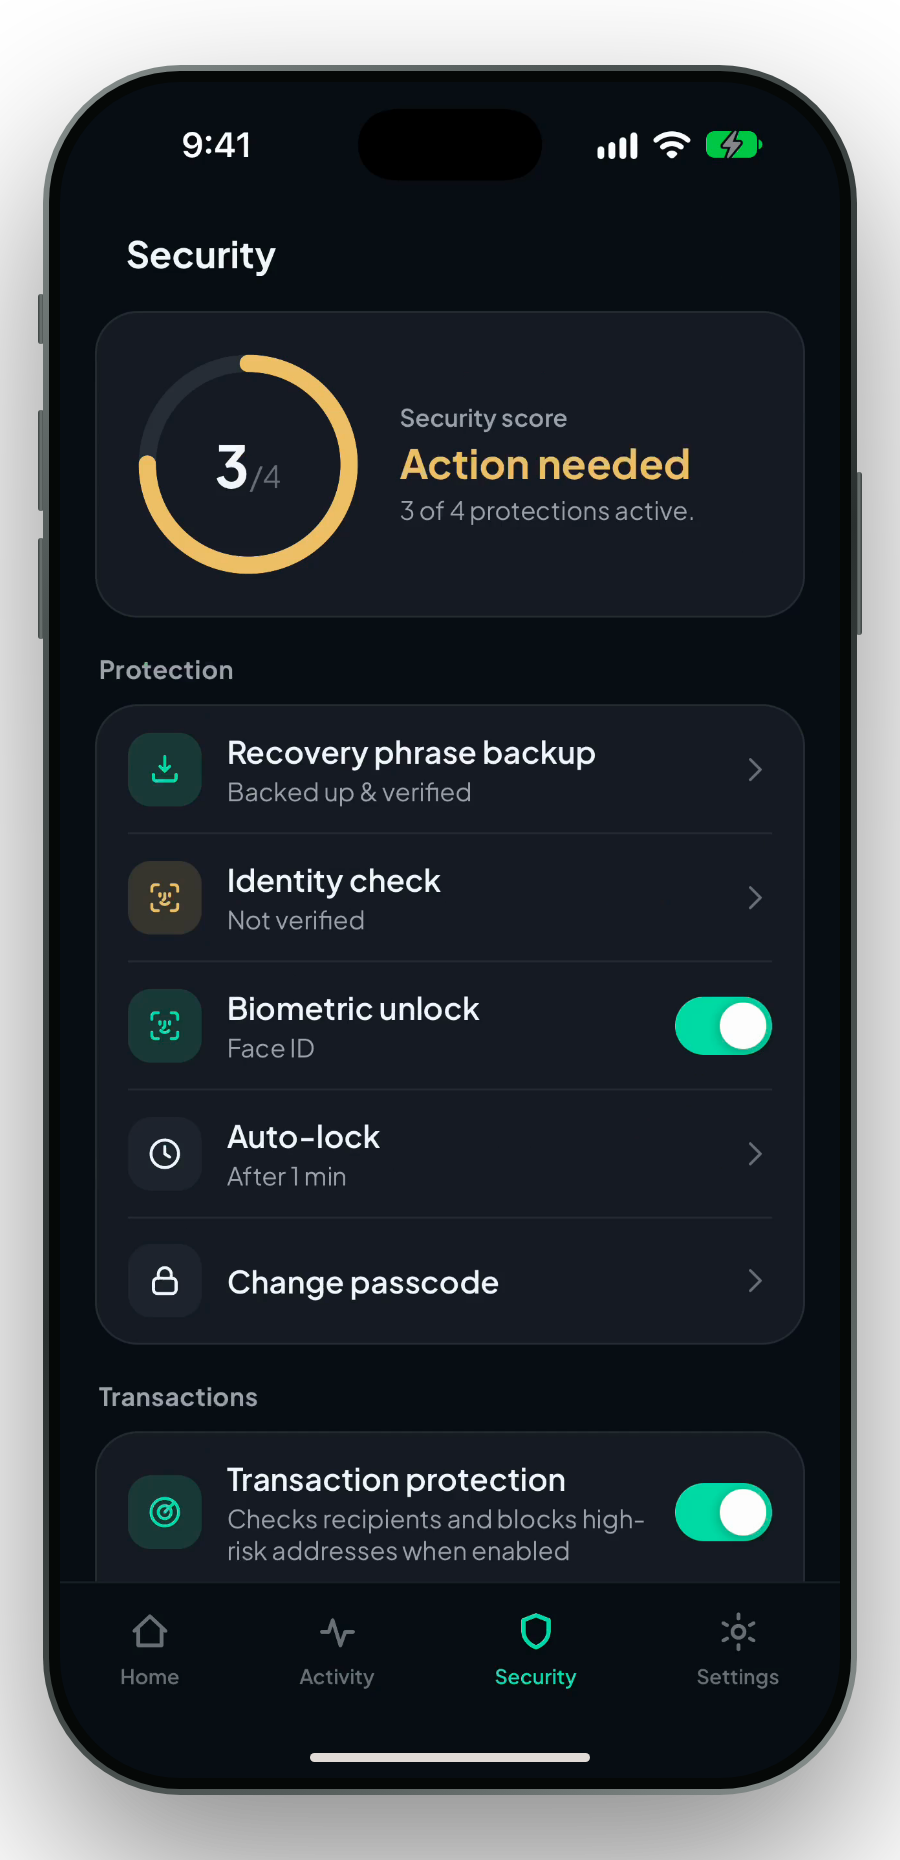 9:41
Security
3/4
Security score
Action needed
3 of 4 protections active.
Protection
Recovery phrase backup
Backed up & verified
Identity check
Not verified
Biometric unlock
Face ID
Auto-lock
After 1 min
Change passcode
Transactions
Transaction protection
Checks recipients and blocks high-
risk addresses when enabled
Home
Activity
Security
Settings